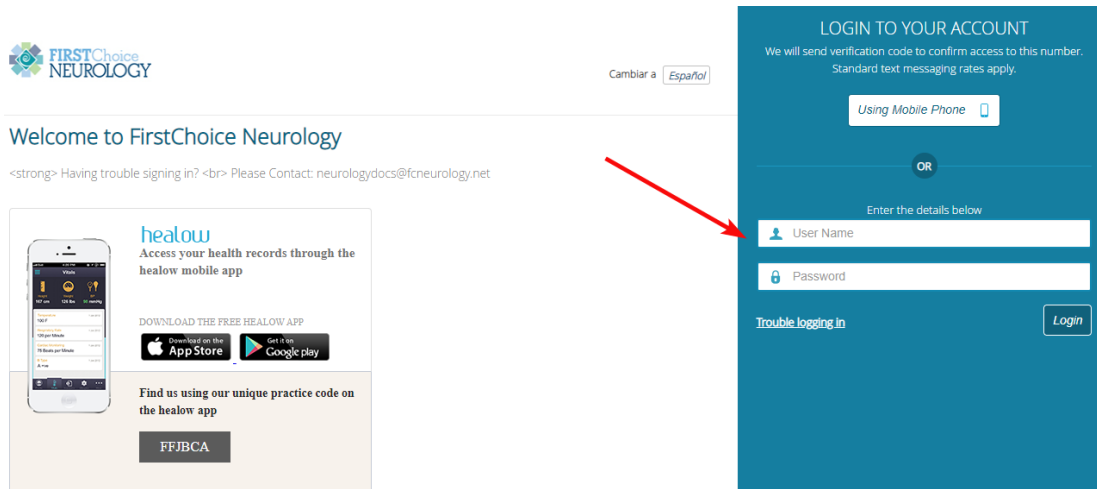 FIRSTChoice
NEUROLOGY
Cambiar a Español
Welcome to FirstChoice Neurology
<strong> Having trouble signing in? <br> Please Contact: neurologydocs@fcneurology.net
healow
Access your health records through the
healow mobile app
DOWNLOAD THE FREE HEALOW APP
Download on the
App Store
Get it on
Google play
Find us using our unique practice code on
the healow app
FFJBCA
Vitals
LOGIN TO YOUR ACCOUNT
We will send verification code to confirm access to this number.
Standard text messaging rates apply.
Using Mobile Phone
OR
Enter the details below
User Name
Password
Trouble logging in
Login